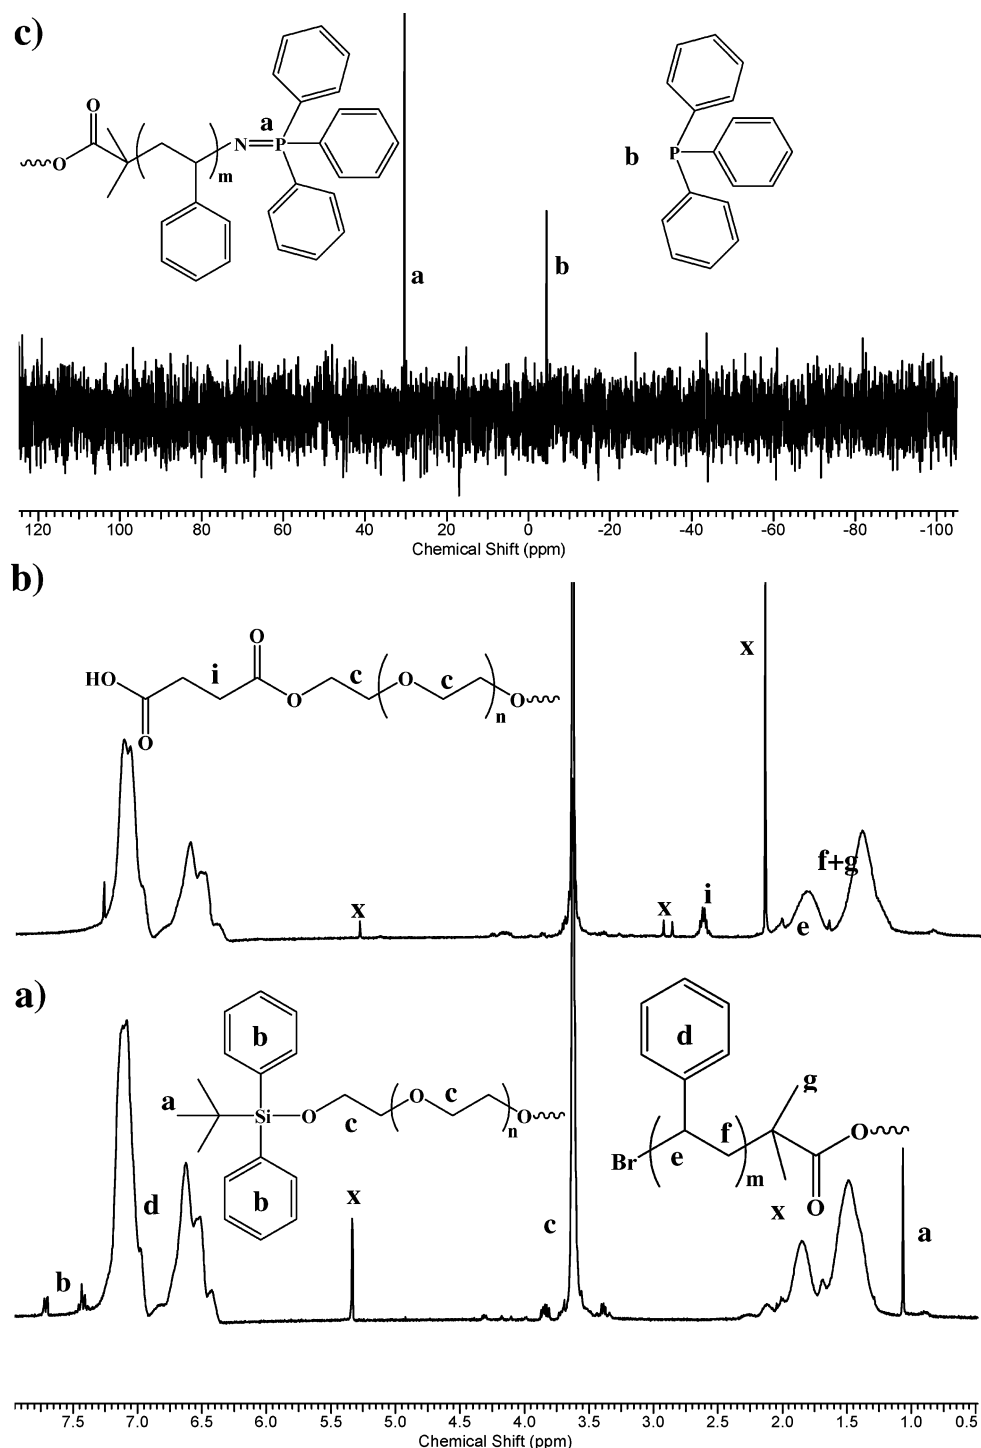 c)
O
O
m
N
a
P
b
P
a
b
120 100 80 60 40 20 0 -20 -40 -60 -80 -100
Chemical Shift (ppm)
b)
HO
O
i
O
O
c
O
c
n
O
x
x
x
i
f+g
e
a)
b
a
Si
O
c
O
c
n
O
b
d
g
Br
e
f
m
O
O
x
b
d
x
c
a
7.5 7.0 6.5 6.0 5.5 5.0 4.5 4.0 3.5 3.0 2.5 2.0 1.5 1.0 0.5
Chemical Shift (ppm)